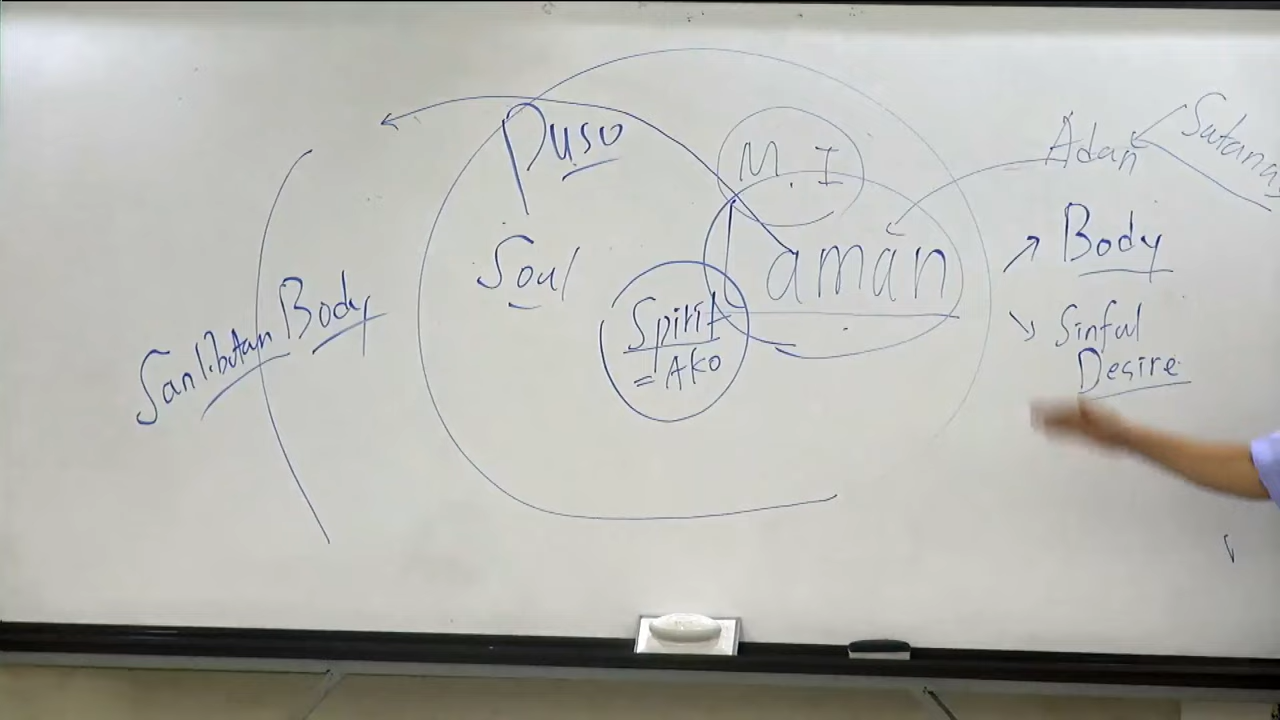 Puso
Soul
Sanlibutan Body
Spirit
= AKO
M. I
Laman
Adan
Satanas
Body
Sinful
Desire